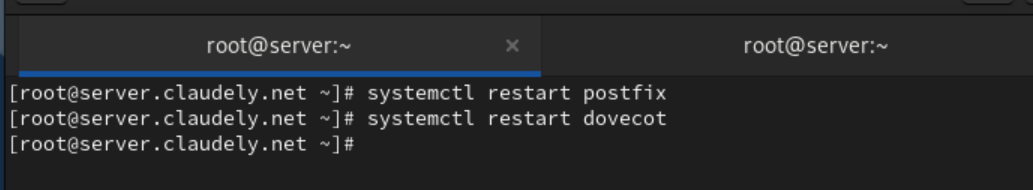 root@server:~ × root@server:~
[root@server.claudely.net ~]# systemctl restart postfix
[root@server.claudely.net ~]# systemctl restart dovecot
[root@server.claudely.net ~]#